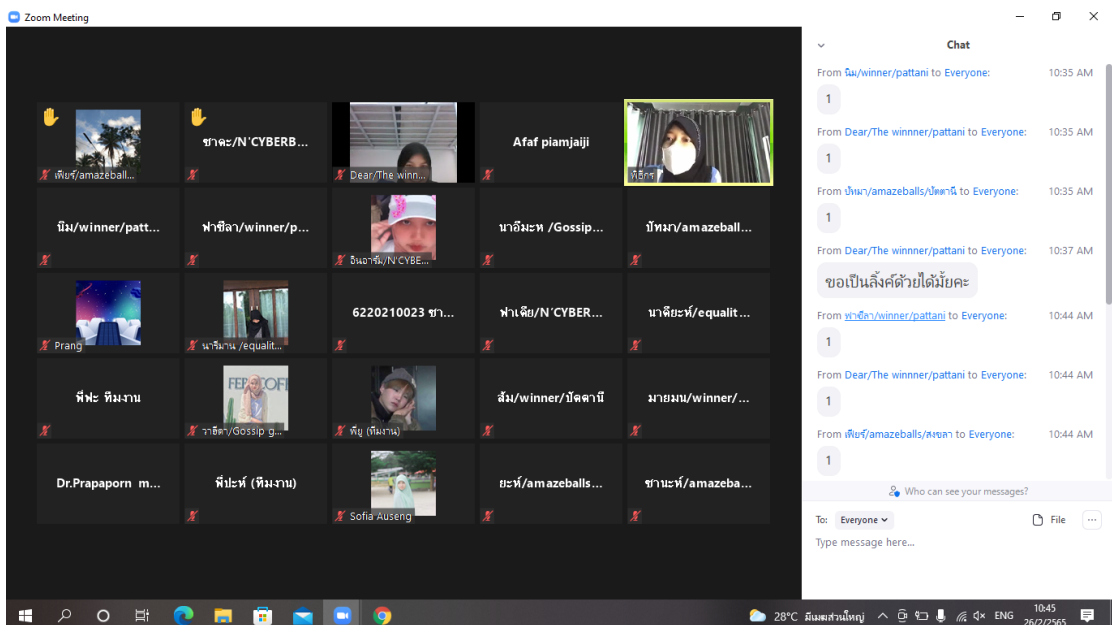 Zoom Meeting
เฟียร์/amazeball...
ซาดะ/N'CYBERB...
Dear/The winn...
Afaf piamjaiji
พิธิกร
นิม/winner/patt...
ฟาซีลา/winner/p...
อินอาร์ม/N'CYBE...
นาอีมะห /Gossip...
ปัทมา/amazeball...
Prang
นารีมาน /equalit...
6220210023 ซา...
ฟาเดีย/N'CYBER...
นาดียะห์/equalit...
พี่ฟะ ทีมงาน
วาธิตา/Gossip g...
FEE COFF
พี่ยู (ทีมงาน)
ส้ม/winner/ปัตตานี
มายมน/winner/...
Dr.Prapaporn m...
พี่ปะห์ (ทีมงาน)
Sofia Auseng
ยะห์/amazeballs...
ซานะห์/amazeba...
Chat
From นิม/winner/pattani to Everyone: 10:35 AM
1
From Dear/The winnner/pattani to Everyone: 10:35 AM
1
From ปัทมา/amazeballs/ปัตตานี to Everyone: 10:35 AM
1
From Dear/The winnner/pattani to Everyone: 10:37 AM
ขอเป็นลิ้งค์ด้วยได้มั้ยคะ
From ฟาซีลา/winner/pattani to Everyone: 10:44 AM
1
From Dear/The winnner/pattani to Everyone: 10:44 AM
1
From เฟียร์/amazeballs/สงขลา to Everyone: 10:44 AM
1
Who can see your messages?
To: Everyone File ...
Type message here...
28°C มีเมฆส่วนใหญ่ ENG 10:45
26/2/2565